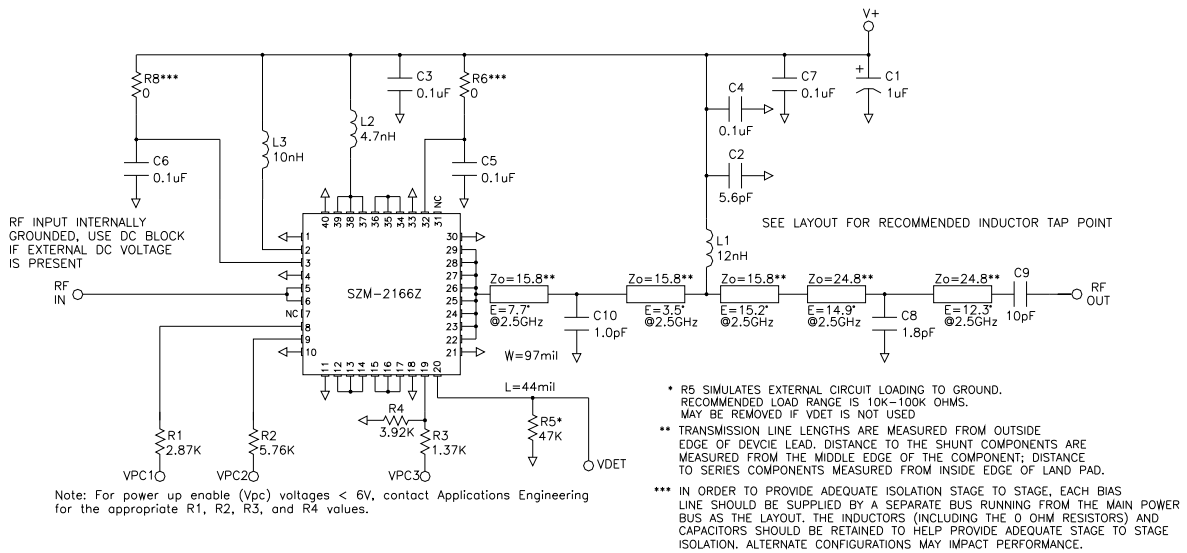 V+
R8***
0
C3
0.1uF
R6***
0
C7
0.1uF
+
C1
1uF
L2
4.7nH
C4
0.1uF
L3
10nH
C6
0.1uF
C5
0.1uF
C2
5.6pF
RF INPUT INTERNALLY
GROUNDED, USE DC BLOCK
IF EXTERNAL DC VOLTAGE
IS PRESENT
40 39 38 37 36 35 34 33 32 31 NC
SEE LAYOUT FOR RECOMMENDED INDUCTOR TAP POINT
L1
12nH
1
2
3
4
5
6
NC 7
8
9
10
SZM-2166Z
30
29
28
27
26
25
24
23
22
21
RF
IN
Zo=15.8** Zo=15.8** Zo=15.8** Zo=24.8** Zo=24.8** C9
10pF
RF
OUT
E=7.7° E=3.5° E=15.2° E=14.9° E=12.3°
@2.5GHz @2.5GHz @2.5GHz @2.5GHz @2.5GHz
C10
1.0pF
C8
1.8pF
W=97mil
L=44mil
11 12 13 14 15 16 17 18 19 20
R4
3.92K
R5*
47K
R1
2.87K
R2
5.76K
R3
1.37K
VPC1
VPC2
VPC3
VDET
Note: For power up enable (Vpc) voltages < 6V, contact Applications Engineering
for the appropriate R1, R2, R3, and R4 values.
* R5 SIMULATES EXTERNAL CIRCUIT LOADING TO GROUND.
RECOMMENDED LOAD RANGE IS 10K-100K OHMS.
MAY BE REMOVED IF VDET IS NOT USED
** TRANSMISSION LINE LENGTHS ARE MEASURED FROM OUTSIDE
EDGE OF DEVCIE LEAD. DISTANCE TO THE SHUNT COMPONENTS ARE
MEASURED FROM THE MIDDLE EDGE OF THE COMPONENT; DISTANCE
TO SERIES COMPONENTS MEASURED FROM INSIDE EDGE OF LAND PAD.
*** IN ORDER TO PROVIDE ADEQUATE ISOLATION STAGE TO STAGE, EACH BIAS
LINE SHOULD BE SUPPLIED BY A SEPARATE BUS RUNNING FROM THE MAIN POWER
BUS AS THE LAYOUT. THE INDUCTORS (INCLUDING THE 0 OHM RESISTORS) AND
CAPACITORS SHOULD BE RETAINED TO HELP PROVIDE ADEQUATE STAGE TO STAGE
ISOLATION. ALTERNATE CONFIGURATIONS MAY IMPACT PERFORMANCE.